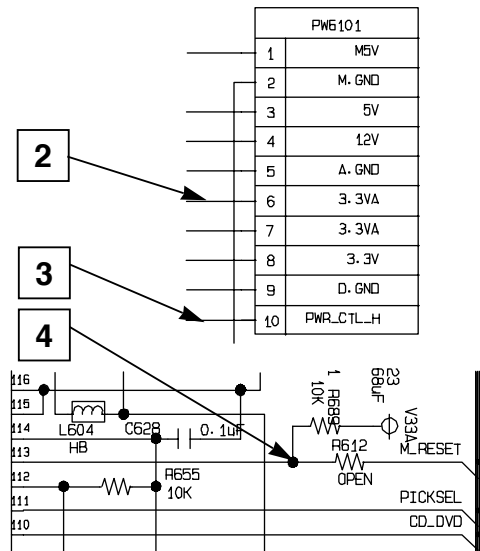 PW6101
1 M5V
2 M. GND
3 5V
4 12V
5 A. GND
6 3. 3VA
7 3. 3VA
8 3. 3V
9 D. GND
10 PWR_CTL_H
2
3
4
116
115
114
113
112
111
110
L604
HB
C628
0. 1uF
R655
10K
1
10K
R689
23
68uF
V33A
R612
OPEN
M_RESET
PICKSEL
CD_DVD